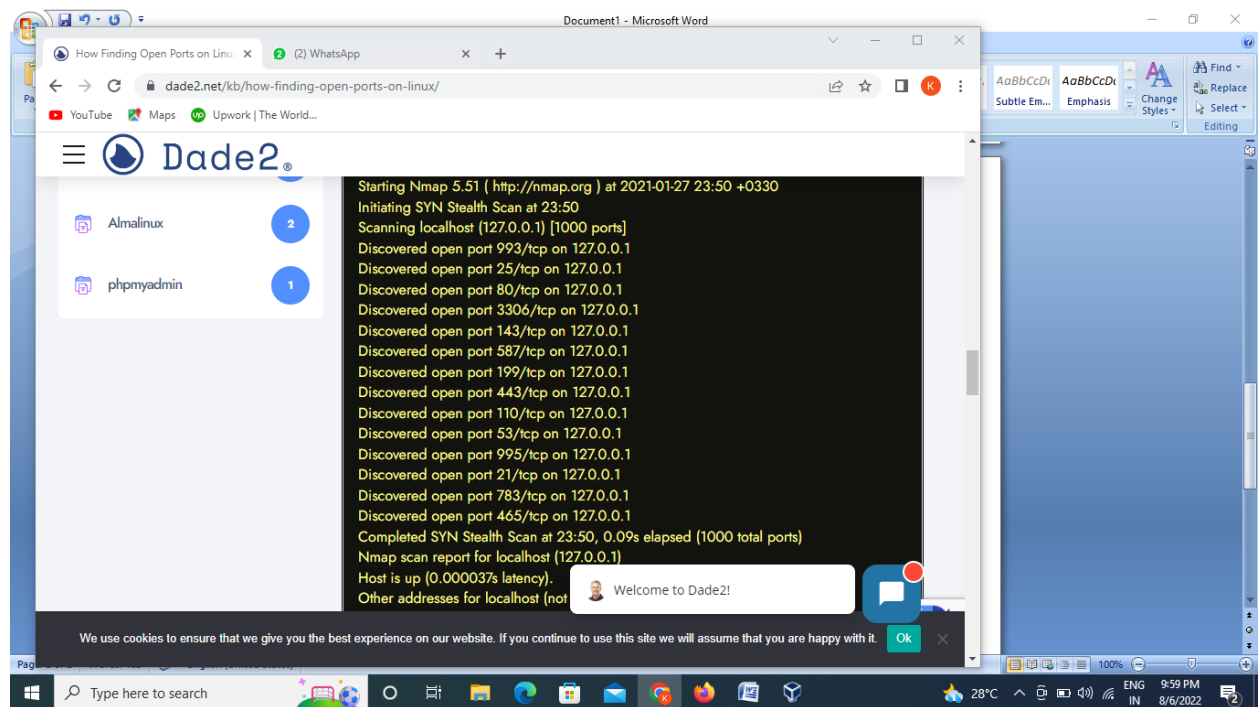 Document1 - Microsoft Word
How Finding Open Ports on Linu
(2) WhatsApp
dade2.net/kb/how-finding-open-ports-on-linux/
K
YouTube
Maps
Upwork | The World...
Dade2®
Almalinux
2
phpmyadmin
1
Starting Nmap 5.51 ( http://nmap.org ) at 2021-01-27 23:50 +0330
Initiating SYN Stealth Scan at 23:50
Scanning localhost (127.0.0.1) [1000 ports]
Discovered open port 993/tcp on 127.0.0.1
Discovered open port 25/tcp on 127.0.0.1
Discovered open port 80/tcp on 127.0.0.1
Discovered open port 3306/tcp on 127.0.0.1
Discovered open port 143/tcp on 127.0.0.1
Discovered open port 587/tcp on 127.0.0.1
Discovered open port 199/tcp on 127.0.0.1
Discovered open port 443/tcp on 127.0.0.1
Discovered open port 110/tcp on 127.0.0.1
Discovered open port 53/tcp on 127.0.0.1
Discovered open port 995/tcp on 127.0.0.1
Discovered open port 21/tcp on 127.0.0.1
Discovered open port 783/tcp on 127.0.0.1
Discovered open port 465/tcp on 127.0.0.1
Completed SYN Stealth Scan at 23:50, 0.09s elapsed (1000 total ports)
Nmap scan report for localhost (127.0.0.1)
Host is up (0.000037s latency).
Other addresses for localhost (not
Welcome to Dade2!
We use cookies to ensure that we give you the best experience on our website. If you continue to use this site we will assume that you are happy with it.
Ok
AaBbCcDı
AaBbCcDı
Subtle Em...
Emphasis
Change
Styles
Find
Replace
Select
Editing
Pa
100%
Type here to search
28°C
ENG
IN
9:59 PM
8/6/2022
2